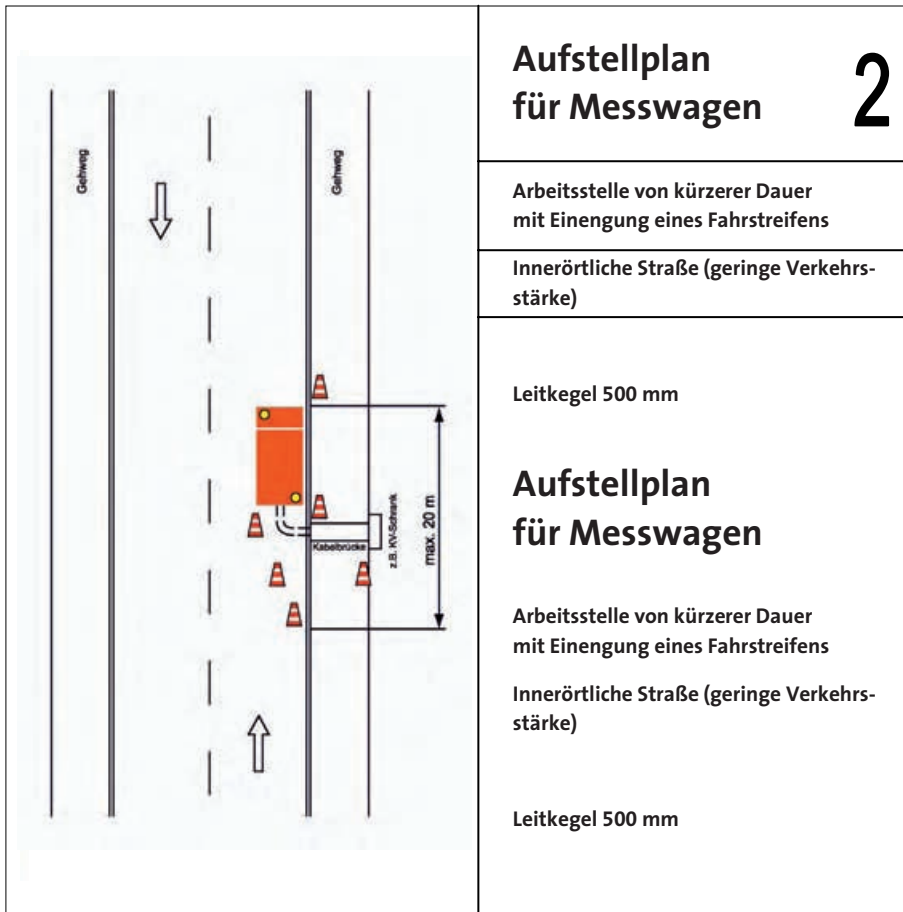 Gehweg
Gehweg
Kabelbrücke
z.B. KV-Schrank
max. 20 m
Aufstellplan
für Messwagen
2
Arbeitsstelle von kürzerer Dauer
mit Einengung eines Fahrstreifens
Innerörtliche Straße (geringe Verkehrs-
stärke)
Leitkegel 500 mm
Aufstellplan
für Messwagen
Arbeitsstelle von kürzerer Dauer
mit Einengung eines Fahrstreifens
Innerörtliche Straße (geringe Verkehrs-
stärke)
Leitkegel 500 mm